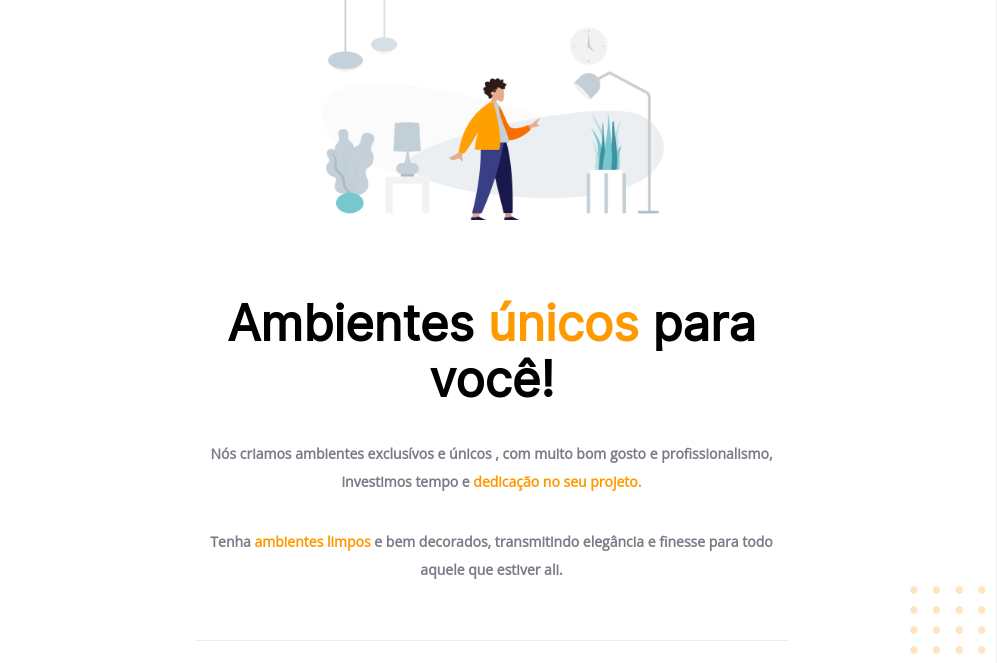 Ambientes únicos para
você!
Nós criamos ambientes exclusívos e únicos , com muito bom gosto e profissionalismo,
investimos tempo e dedicação no seu projeto.
Tenha ambientes limpos e bem decorados, transmitindo elegância e finesse para todo
aquele que estiver ali.